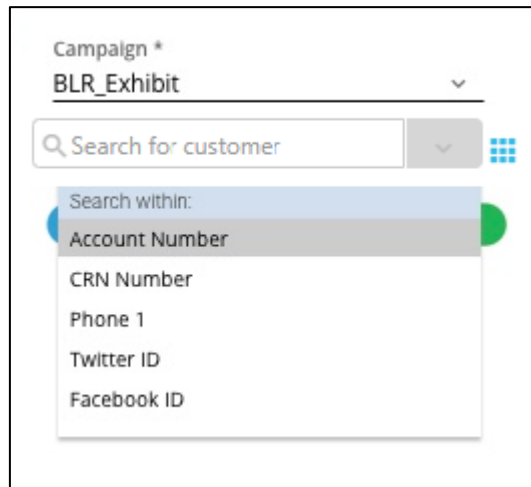 Campaign *
BLR_Exhibit
Search for customer
Search within:
Account Number
CRN Number
Phone 1
Twitter ID
Facebook ID